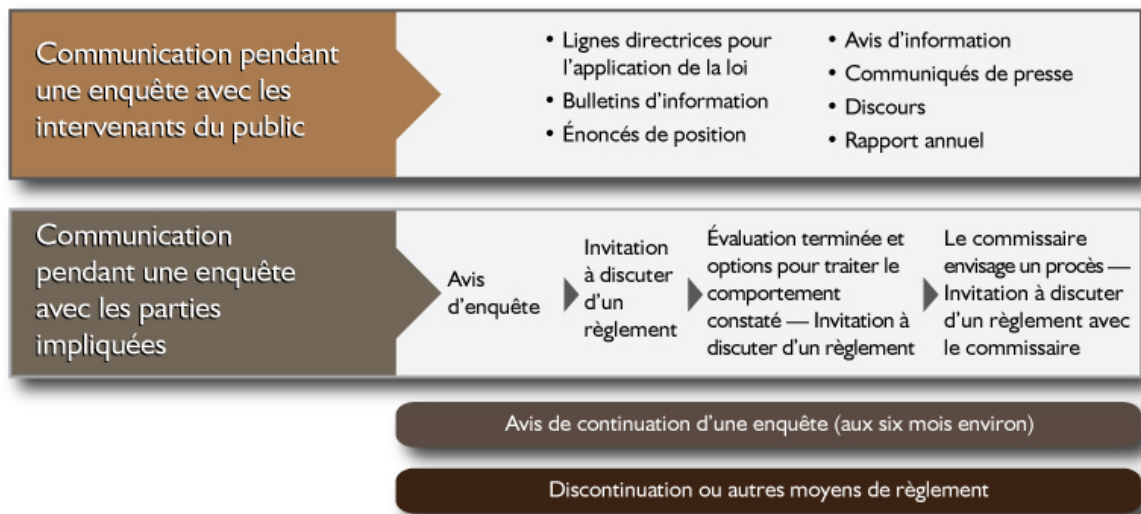 Communication pendant
une enquête avec les
intervenants du public
• Lignes directrices pour
l'application de la loi
• Bulletins d'information
• Énoncés de position
• Avis d'information
• Communiqués de presse
• Discours
• Rapport annuel
Communication
pendant une enquête
avec les parties
impliquées
Avis
d'enquête
Invitation
à discuter
d'un
règlement
Évaluation terminée et
options pour traiter le
comportement
constaté — Invitation à
discuter d'un règlement
Le commissaire
envisage un procès —
Invitation à discuter
d'un règlement avec
le commissaire
Avis de continuation d'une enquête (aux six mois environ)
Discontinuation ou autres moyens de règlement